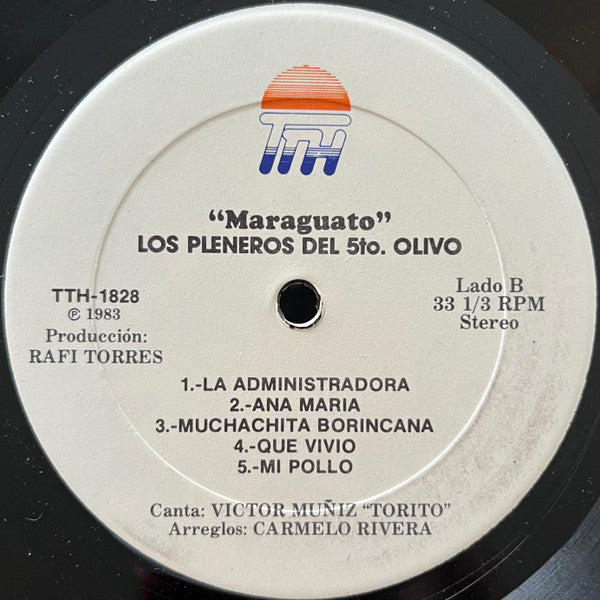 TTH
“Maraguato”
LOS PLENEROS DEL 5to. OLIVO
TTH-1828
℗ 1983
Producción:
RAFI TORRES
Lado B
33 1/3 RPM
Stereo
1.-LA ADMINISTRADORA
2.-ANA MARIA
3.-MUCHACHITA BORINCANA
4.-QUE VIVIO
5.-MI POLLO
Canta: VICTOR MUÑIZ “TORITO”
Arreglos: CARMELO RIVERA